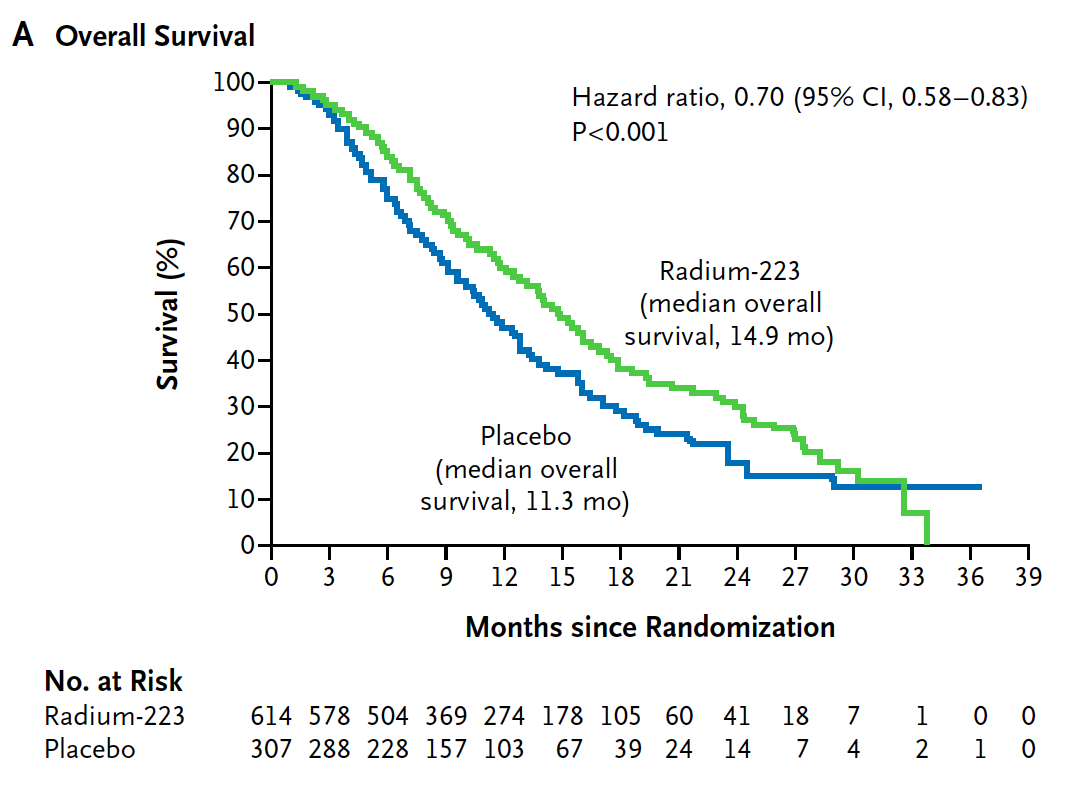 A Overall Survival
100
90
80
70
60
50
40
30
20
10
0
Survival (%)
Hazard ratio, 0.70 (95% CI, 0.58–0.83)
P<0.001
Radium-223
(median overall
survival, 14.9 mo)
Placebo
(median overall
survival, 11.3 mo)
0 3 6 9 12 15 18 21 24 27 30 33 36 39
Months since Randomization
No. at Risk
Radium-223 614 578 504 369 274 178 105 60 41 18 7 1 0 0
Placebo 307 288 228 157 103 67 39 24 14 7 4 2 1 0